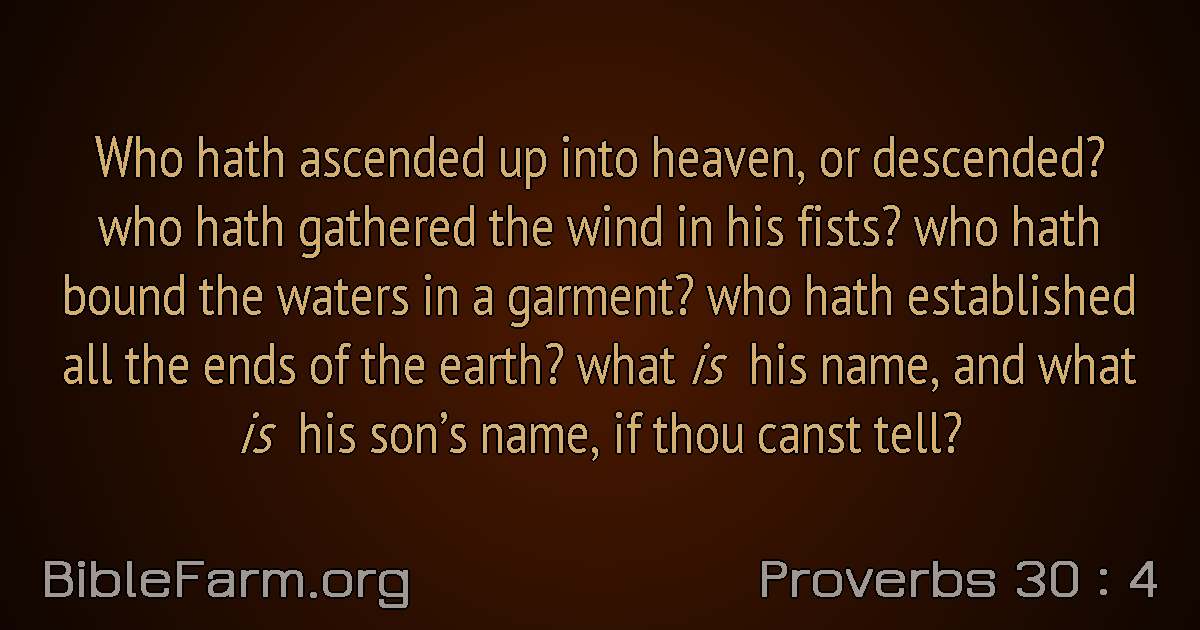 Who hath ascended up into heaven, or descended?
who hath gathered the wind in his fists? who hath
bound the waters in a garment? who hath established
all the ends of the earth? what is his name, and what
is his son’s name, if thou canst tell?
BibleFarm.org
Proverbs 30 : 4